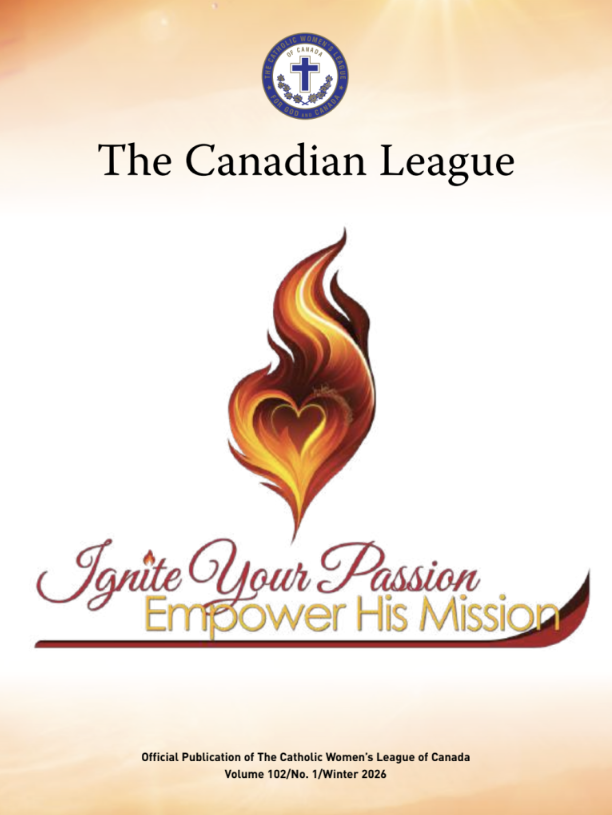 THE CATHOLIC WOMEN'S LEAGUE
OF CANADA
FOR GOD AND CANADA
The Canadian League
Ignite Your Passion
Empower His Mission
Official Publication of The Catholic Women's League of Canada
Volume 102/No. 1/Winter 2026